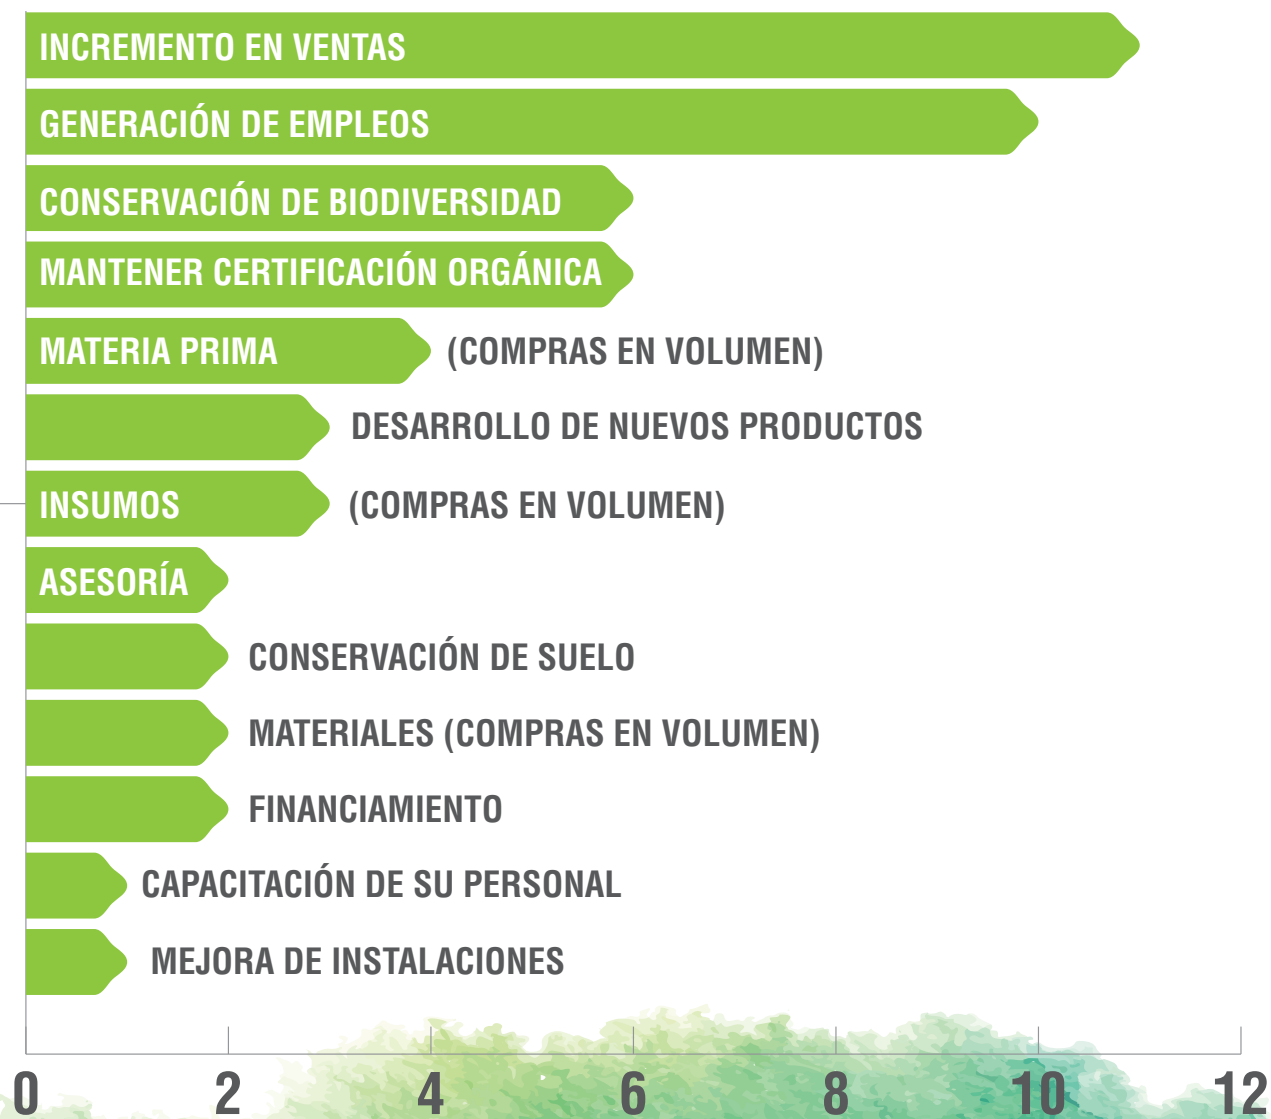 INCREMENTO EN VENTAS
GENERACIÓN DE EMPLEOS
CONSERVACIÓN DE BIODIVERSIDAD
MANTENER CERTIFICACIÓN ORGÁNICA
MATERIA PRIMA (COMPRAS EN VOLUMEN)
DESARROLLO DE NUEVOS PRODUCTOS
INSUMOS (COMPRAS EN VOLUMEN)
ASESORÍA
CONSERVACIÓN DE SUELO
MATERIALES (COMPRAS EN VOLUMEN)
FINANCIAMIENTO
CAPACITACIÓN DE SU PERSONAL
MEJORA DE INSTALACIONES
0 2 4 6 8 10 12